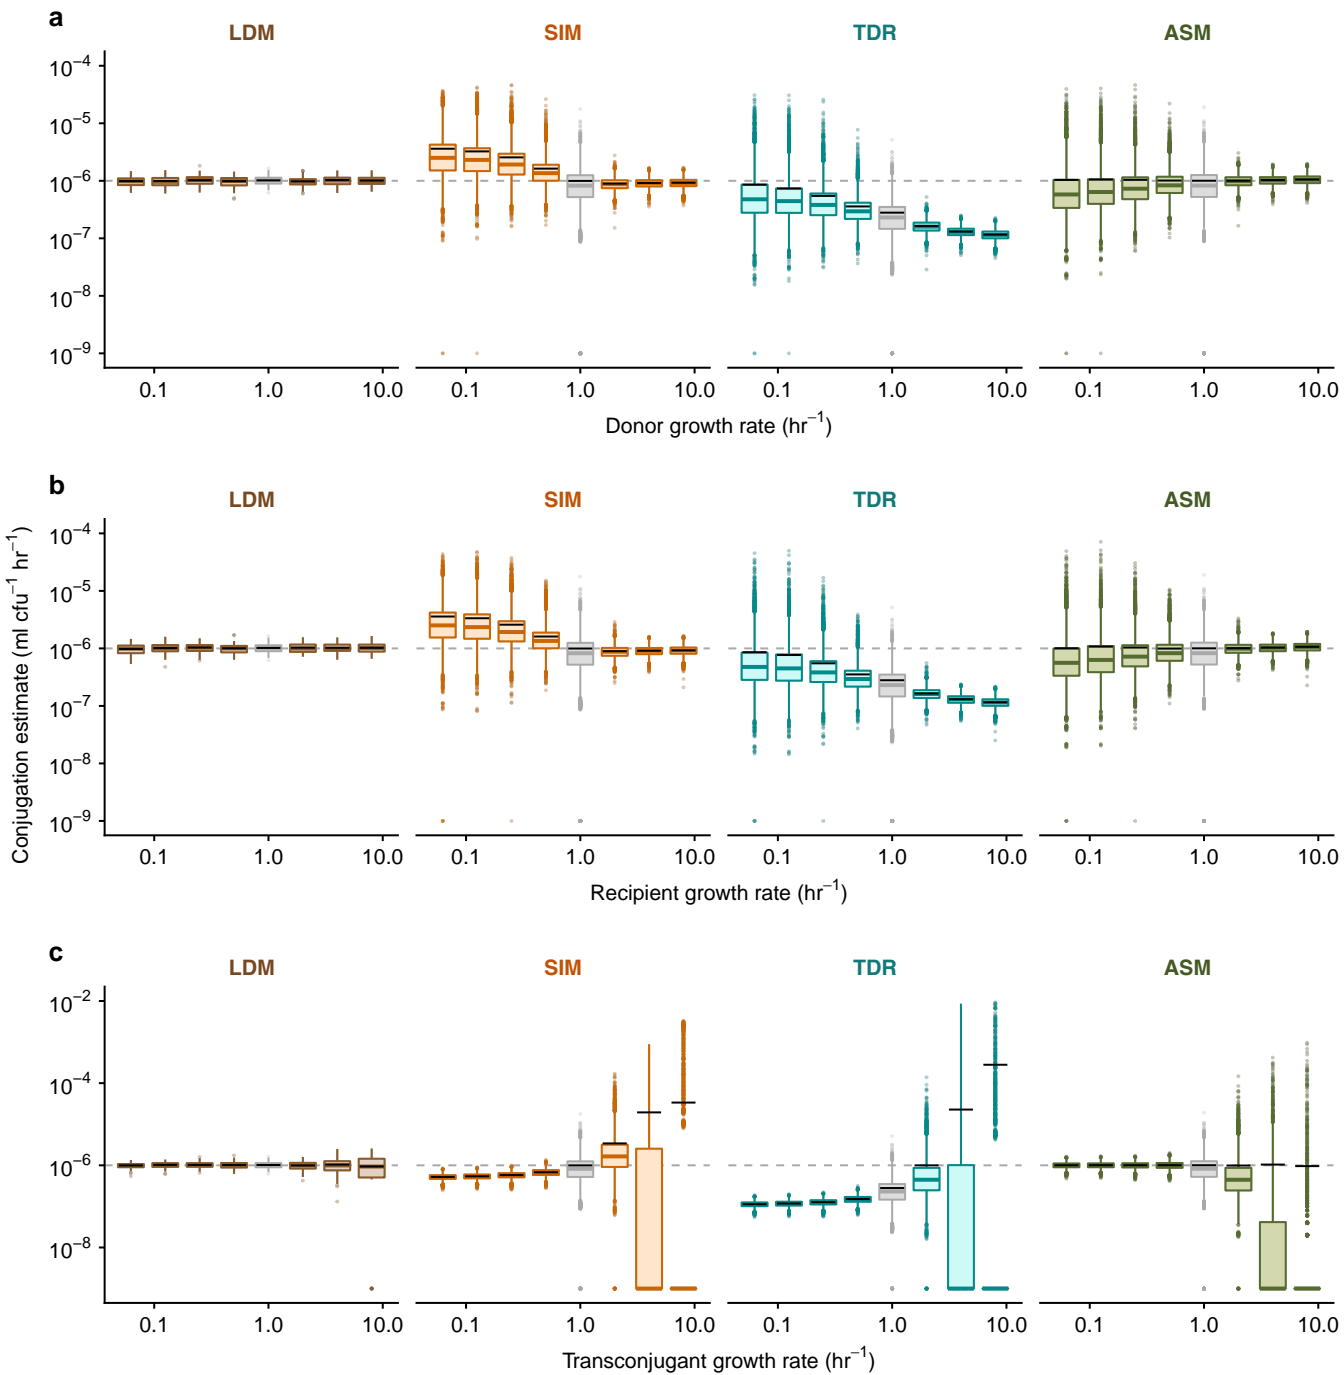 a
LDM SIM TDR ASM
10⁻⁴
10⁻⁵
10⁻⁶
10⁻⁷
10⁻⁸
10⁻⁹
0.1 1.0 10.0 0.1 1.0 10.0 0.1 1.0 10.0 0.1 1.0 10.0
Donor growth rate (hr⁻¹)
b
LDM SIM TDR ASM
Conjugation estimate (ml cfu⁻¹ hr⁻¹)
10⁻⁴
10⁻⁵
10⁻⁶
10⁻⁷
10⁻⁸
10⁻⁹
0.1 1.0 10.0 0.1 1.0 10.0 0.1 1.0 10.0 0.1 1.0 10.0
Recipient growth rate (hr⁻¹)
c
LDM SIM TDR ASM
10⁻²
10⁻⁴
10⁻⁶
10⁻⁸
0.1 1.0 10.0 0.1 1.0 10.0 0.1 1.0 10.0 0.1 1.0 10.0
Transconjugant growth rate (hr⁻¹)